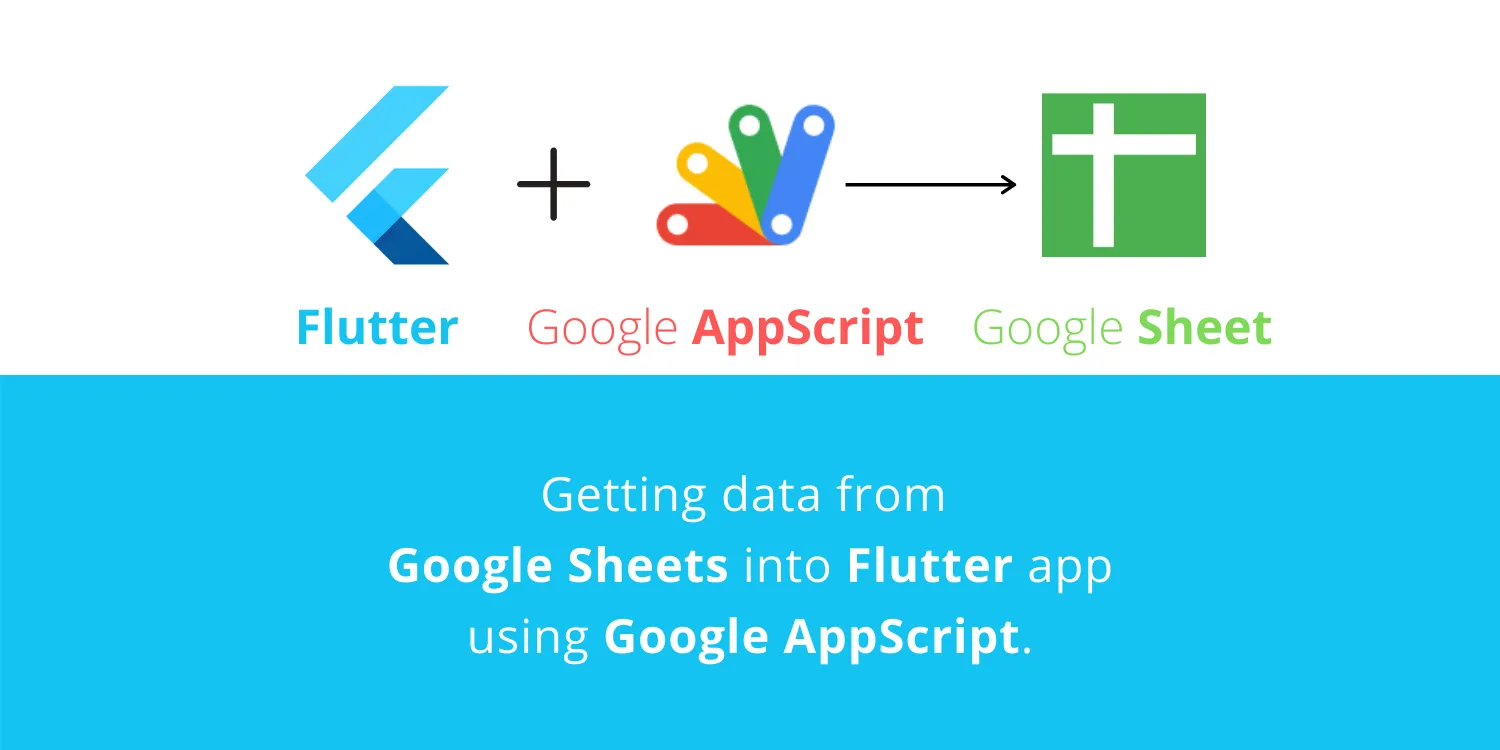 Flutter
Google AppScript
Google Sheet
Getting data from
Google Sheets into Flutter app
using Google AppScript.